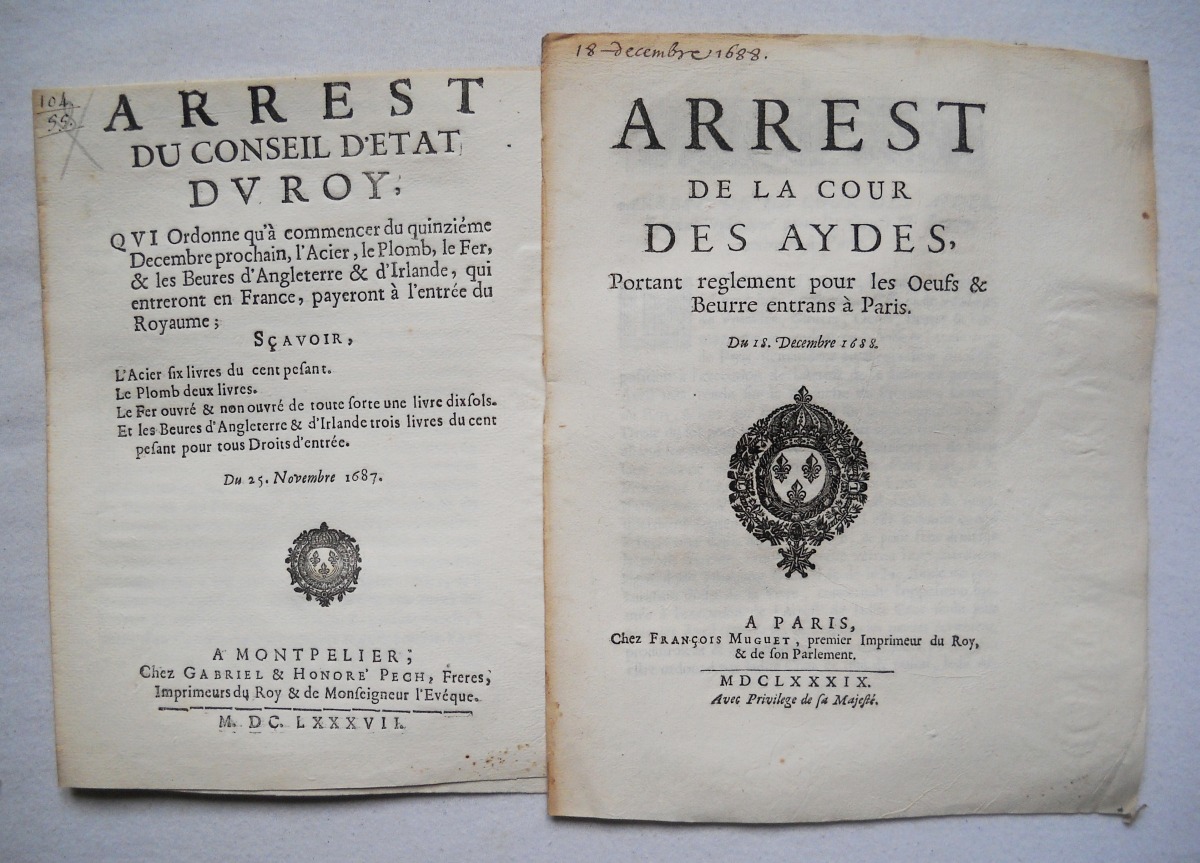 104.
55.
ARREST
DU CONSEIL D'ETAT
DV ROY,
QVI Ordonne qu'à commencer du quinziéme
Decembre prochain, l'Acier, le Plomb, le Fer,
& les Beures d'Angleterre & d'Irlande, qui
entreront en France, payeront à l'entrée du
Royaume;
SÇAVOIR,
L'Acier ſix livres du cent peſant.
Le Plomb deux livres.
Le Fer ouvré & non ouvré de toute ſorte une livre dix ſols.
Et les Beures d'Angleterre & d'Irlande trois livres du cent
peſant pour tous Droits d'entrée.
Du 25. Novembre 1687.
A MONTPELIER;
Chez GABRIEL & HONORE' PECH, Freres,
Imprimeurs du Roy & de Monſeigneur l'Evéque.
M. DC. LXXXVII.
18 decembre 1688.
ARREST
DE LA COUR
DES AYDES,
Portant reglement pour les Oeufs &
Beurre entrans à Paris.
Du 18. Decembre 1688.
A PARIS,
Chez FRANÇOIS MUGUET, premier Imprimeur du Roy,
& de ſon Parlement.
MDCLXXXIX.
Avec Privilege de ſa Majeſté.